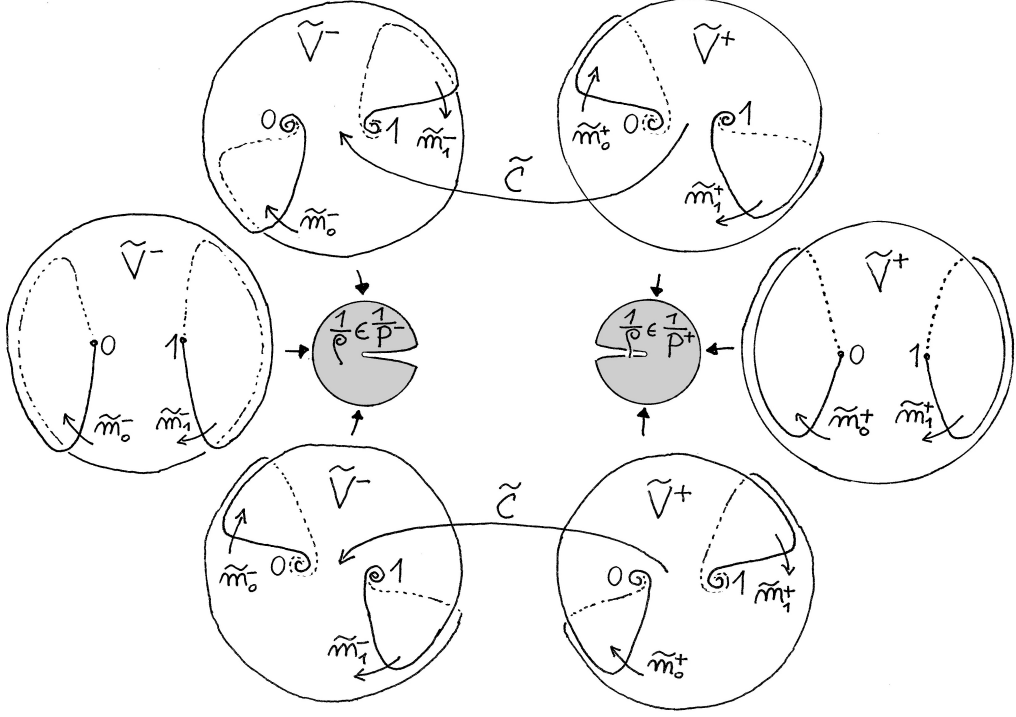 Ṽ⁻
0
1
m̃₁⁻
m̃₀⁻
Ṽ⁺
m̃₀⁺
0
1
m̃₁⁺
C̃
Ṽ⁻
0
1
m̃₀⁻
m̃₁⁻
1/ρ ∈ 1/P⁻
1/ρ ∈ 1/P⁺
Ṽ⁺
0
1
m̃₀⁺
m̃₁⁺
Ṽ⁻
m̃₀⁻
0
1
m̃₁⁻
C̃
Ṽ⁺
0
1
m̃₁⁺
m̃₀⁺